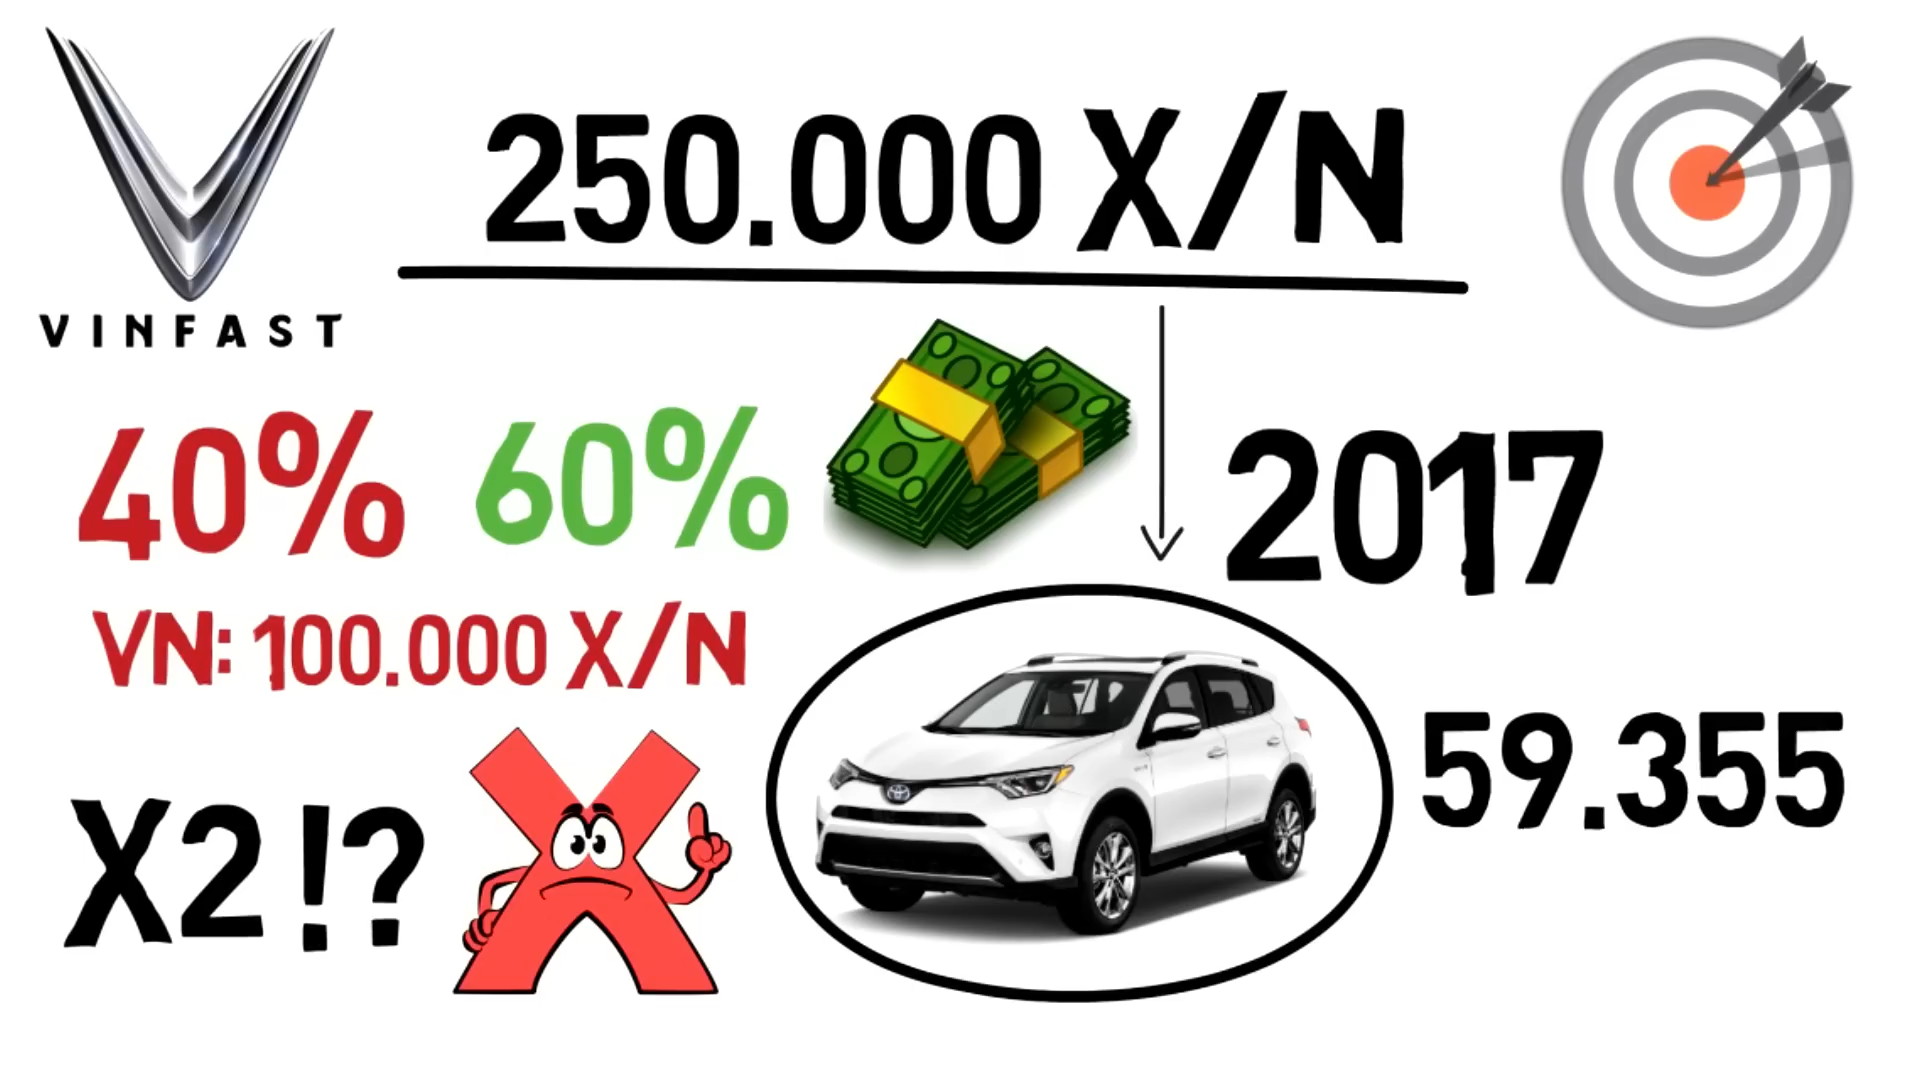 VINFAST
250.000 X/N
40% 60%
2017
VN: 100.000 X/N
59.355
X2!?